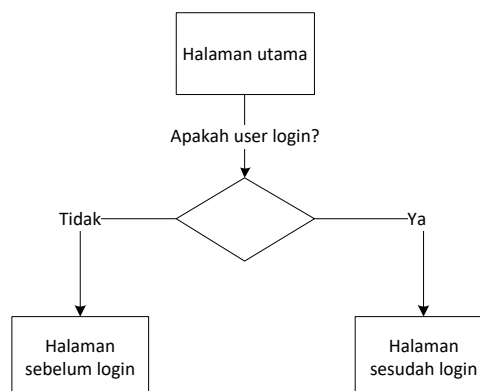 Halaman utama
Apakah user login?
Tidak
Ya
Halaman
sebelum login
Halaman
sesudah login